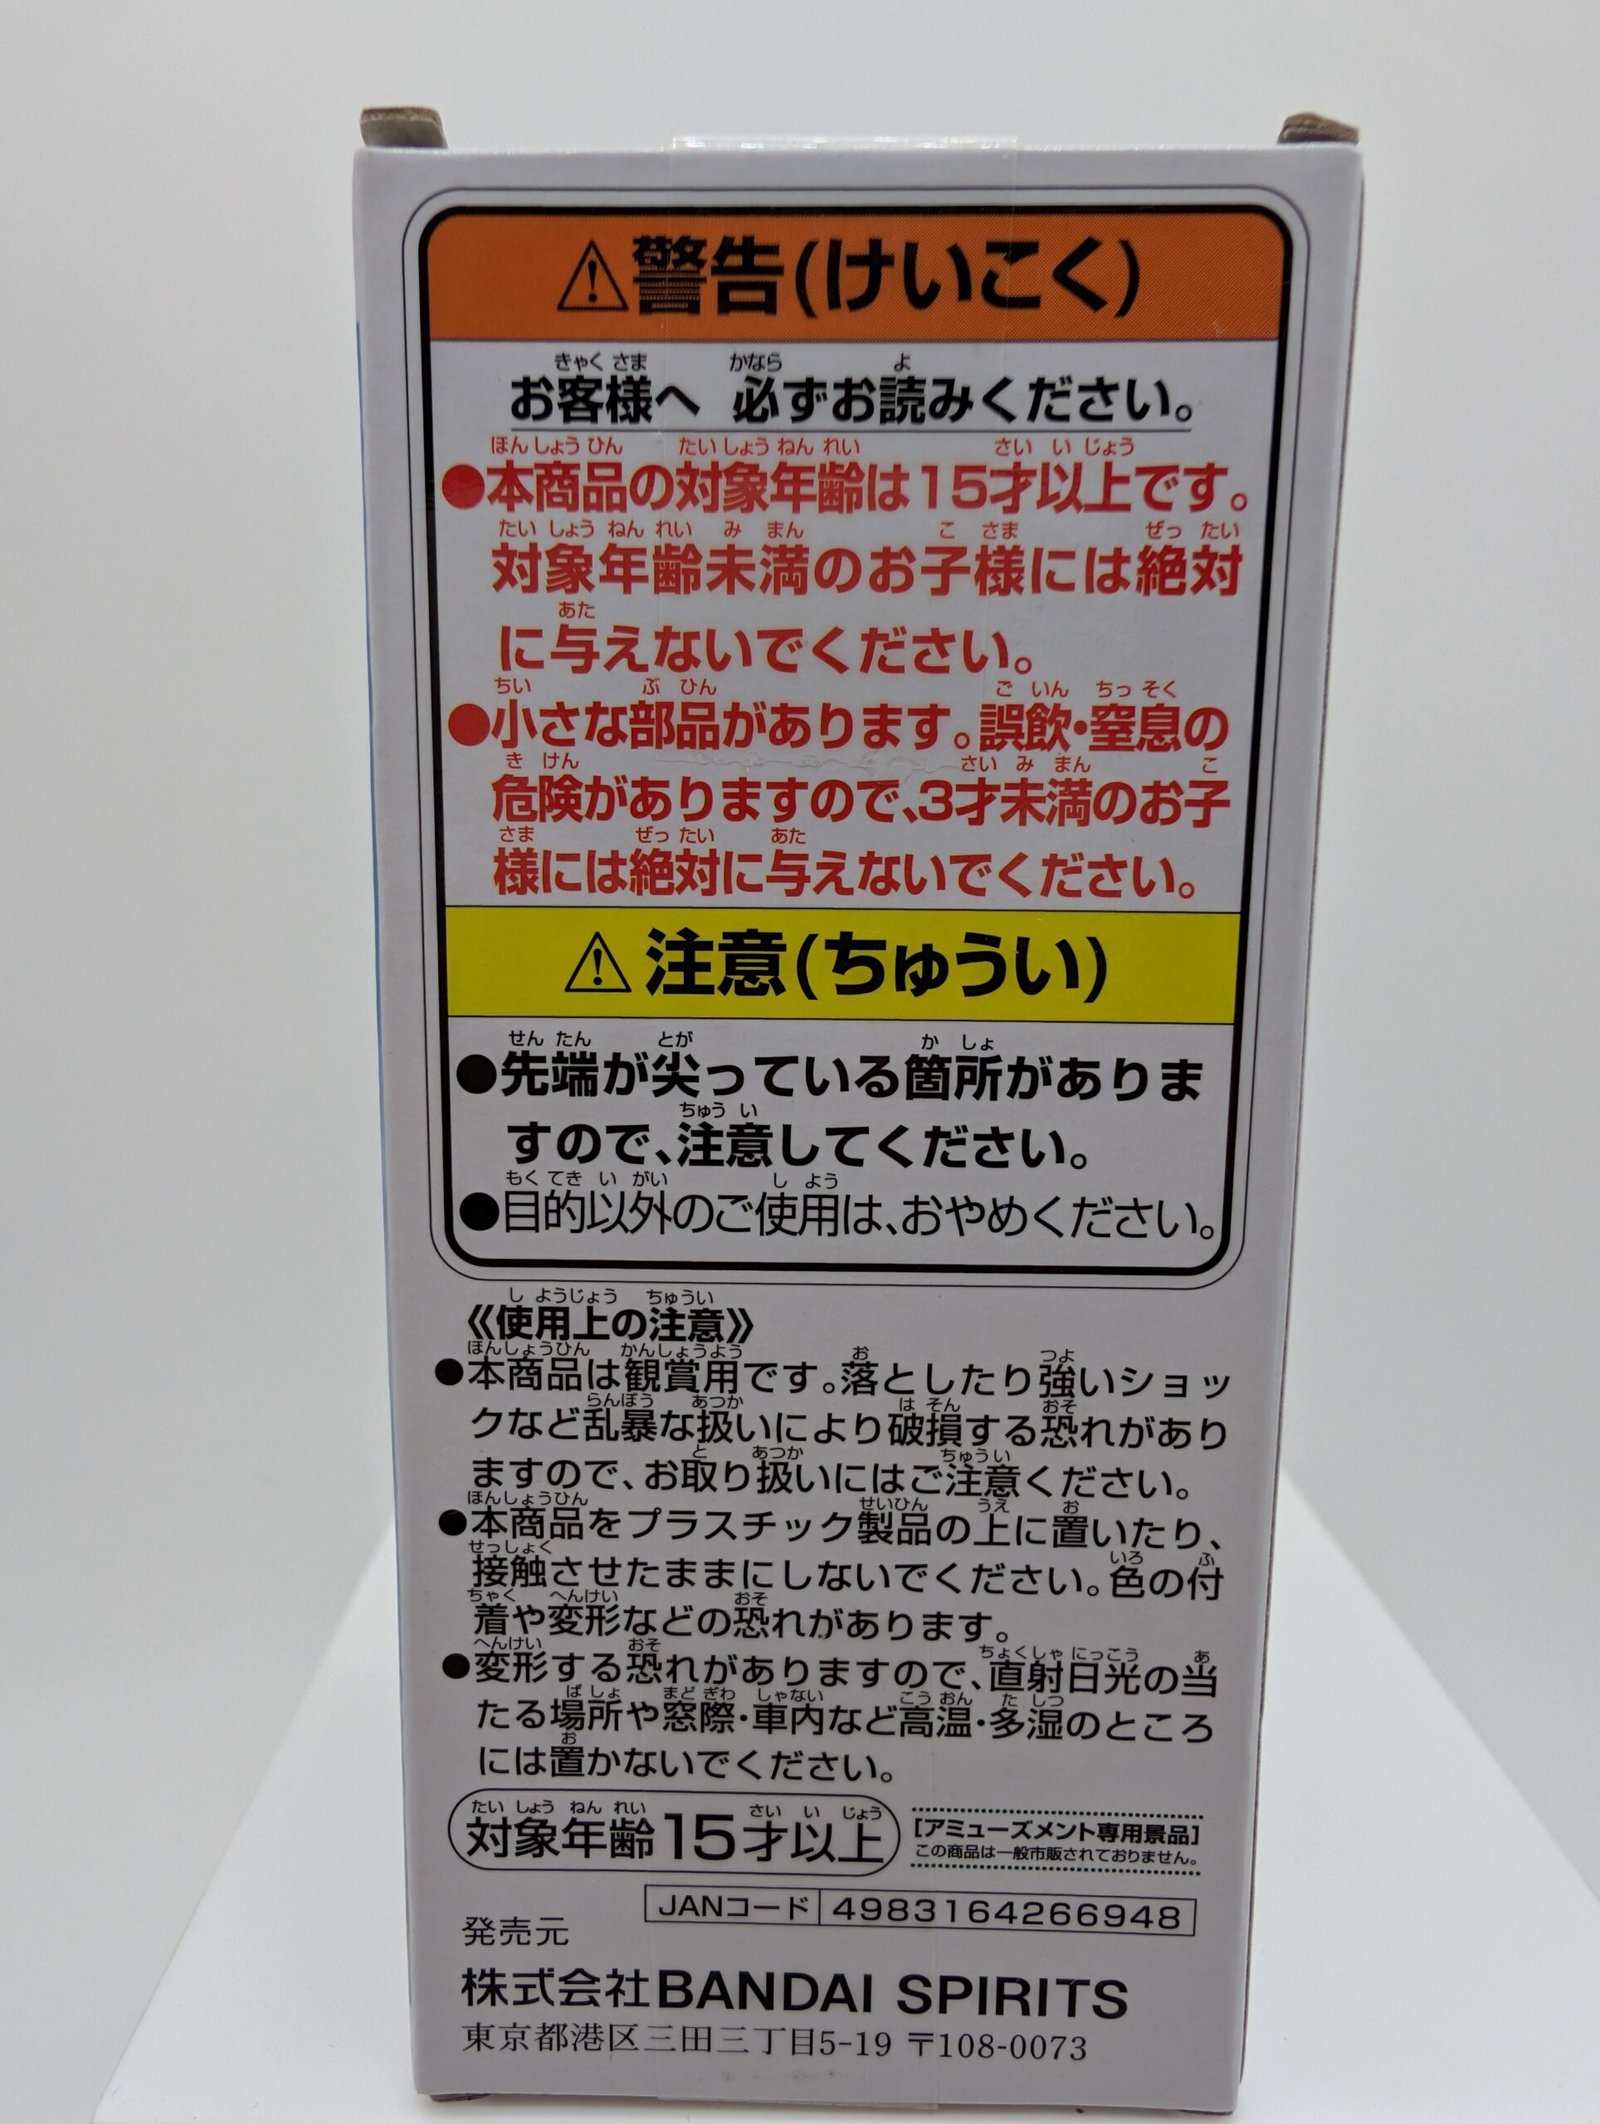 ⚠警告(けいこく)
お客様へ 必ずお読みください。
●本商品の対象年齢は15才以上です。
対象年齢未満のお子様には絶対
に与えないでください。
●小さな部品があります。誤飲・窒息の
危険がありますので、3才未満のお子
様には絶対に与えないでください。
⚠注意(ちゅうい)
●先端が尖っている箇所がありま
すので、注意してください。
●目的以外のご使用は、おやめください。
《使用上の注意》
●本商品は観賞用です。落としたり強いショッ
クなど乱暴な扱いにより破損する恐れがあり
ますので、お取り扱いにはご注意ください。
●本商品をプラスチック製品の上に置いたり、
接触させたままにしないでください。色の付
着や変形などの恐れがあります。
●変形する恐れがありますので、直射日光の当
たる場所や窓際・車内など高温・多湿のところ
には置かないでください。
対象年齢15才以上
[アミューズメント専用景品]
この商品は一般市販されておりません。
JANコード 4983164266948
発売元
株式会社BANDAI SPIRITS
東京都港区三田三丁目5-19 〒108-0073